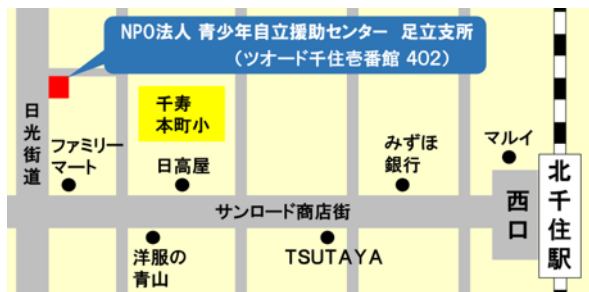 NPO法人 青少年自立援助センター 足立支所
(ツオード千住壱番館 402)
日光街道
千寿
本町小
ファミリー
マート
日高屋
みずほ
銀行
マルイ
サンロード商店街
西口
北千住駅
洋服の
青山
TSUTAYA